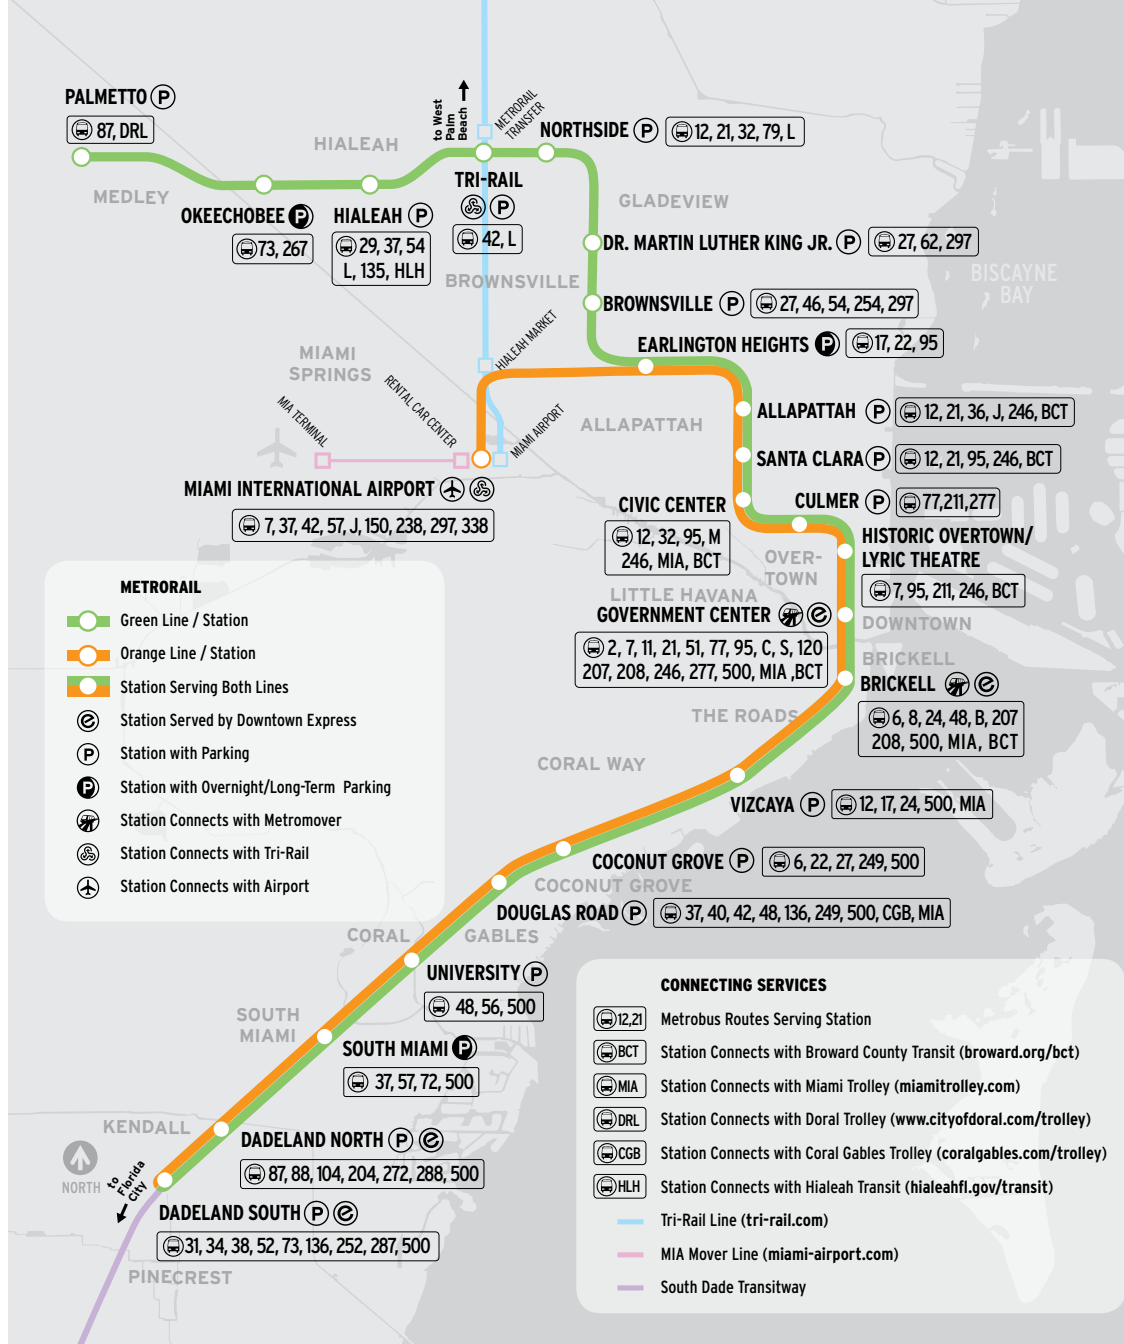 PALMETTO P
87, DRL
HIALEAH
MEDLEY
to West
Palm
Beach
METRORAIL
TRANSFER
NORTHSIDE P
12, 21, 32, 79, L
TRI-RAIL
P
42, L
OKEECHOBEE P
73, 267
HIALEAH P
29, 37, 54
L, 135, HLH
GLADEVIEW
DR. MARTIN LUTHER KING JR. P
27, 62, 297
BROWNSVILLE
BISCAYNE
BAY
BROWNSVILLE P
27, 46, 54, 254, 297
EARLINGTON HEIGHTS P
17, 22, 95
HIALEAH MARKET
MIAMI
SPRINGS
RENTAL CAR CENTER
MIA TERMINAL
MIAMI AIRPORT
ALLAPATTAH
ALLAPATTAH P
12, 21, 36, J, 246, BCT
SANTA CLARA P
12, 21, 95, 246, BCT
MIAMI INTERNATIONAL AIRPORT
7, 37, 42, 57, J, 150, 238, 297, 338
CIVIC CENTER
12, 32, 95, M
246, MIA, BCT
CULMER P
77,211,277
HISTORIC OVERTOWN/
LYRIC THEATRE
7, 95, 211, 246, BCT
OVER-
TOWN
LITTLE HAVANA
GOVERNMENT CENTER e
2, 7, 11, 21, 51, 77, 95, C, S, 120
207, 208, 246, 277, 500, MIA ,BCT
DOWNTOWN
BRICKELL
BRICKELL e
6, 8, 24, 48, B, 207
208, 500, MIA, BCT
THE ROADS
CORAL WAY
VIZCAYA P
12, 17, 24, 500, MIA
COCONUT GROVE P
6, 22, 27, 249, 500
COCONUT GROVE
DOUGLAS ROAD P
37, 40, 42, 48, 136, 249, 500, CGB, MIA
CORAL GABLES
UNIVERSITY P
48, 56, 500
SOUTH
MIAMI
SOUTH MIAMI P
37, 57, 72, 500
KENDALL
DADELAND NORTH P e
87, 88, 104, 204, 272, 288, 500
NORTH
to
Florida
City
DADELAND SOUTH P e
31, 34, 38, 52, 73, 136, 252, 287, 500
PINECREST
METRORAIL
Green Line / Station
Orange Line / Station
Station Serving Both Lines
e Station Served by Downtown Express
P Station with Parking
P Station with Overnight/Long-Term Parking
Station Connects with Metromover
Station Connects with Tri-Rail
Station Connects with Airport
CONNECTING SERVICES
12,21 Metrobus Routes Serving Station
BCT Station Connects with Broward County Transit (broward.org/bct)
MIA Station Connects with Miami Trolley (miamitrolley.com)
DRL Station Connects with Doral Trolley (www.cityofdoral.com/trolley)
CGB Station Connects with Coral Gables Trolley (coralgables.com/trolley)
HLH Station Connects with Hialeah Transit (hialeahfl.gov/transit)
Tri-Rail Line (tri-rail.com)
MIA Mover Line (miami-airport.com)
South Dade Transitway